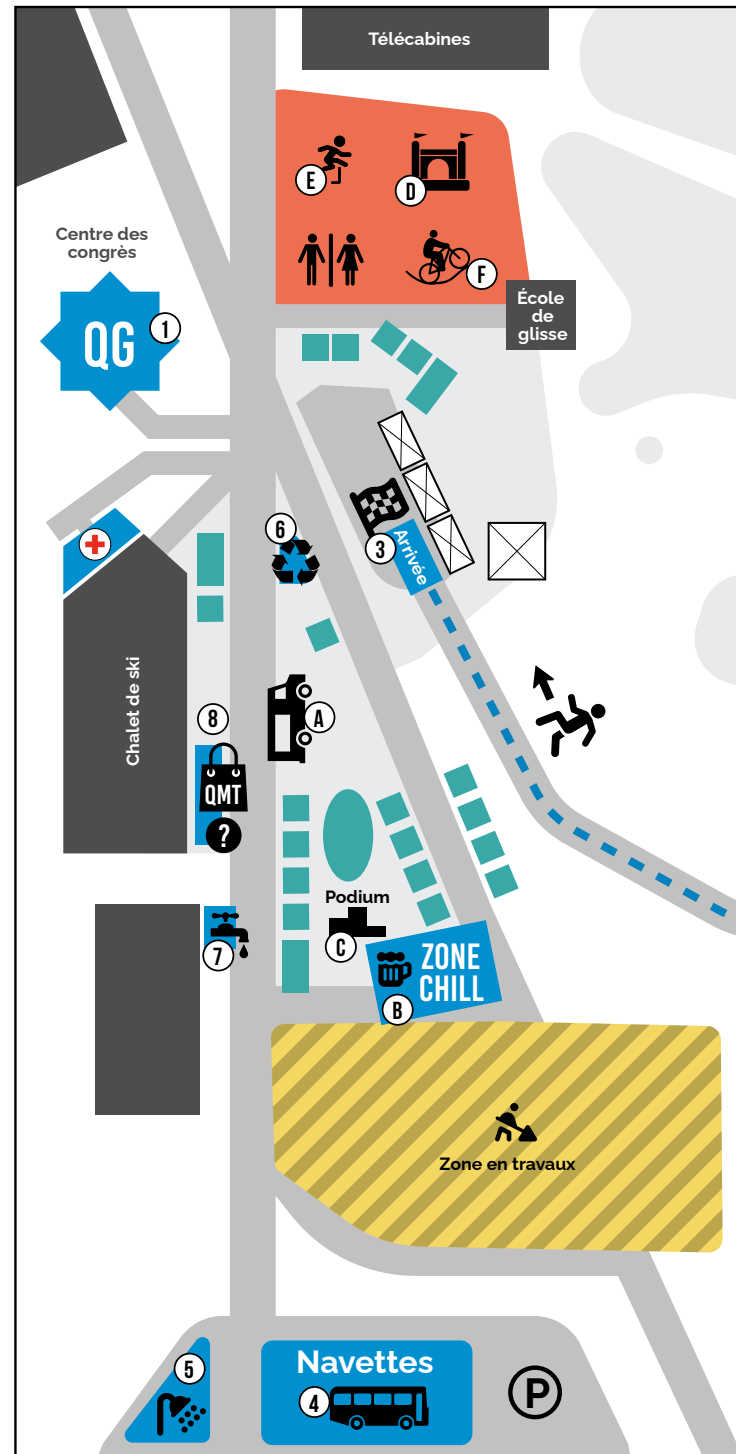 Télécabines
E
D
F
Centre des
congrès
QG
1
École
de
glisse
6
3
Arrivée
Chalet de ski
8
A
QMT
?
Podium
7
C
ZONE
CHILL
B
Zone en travaux
5
Navettes
4
P